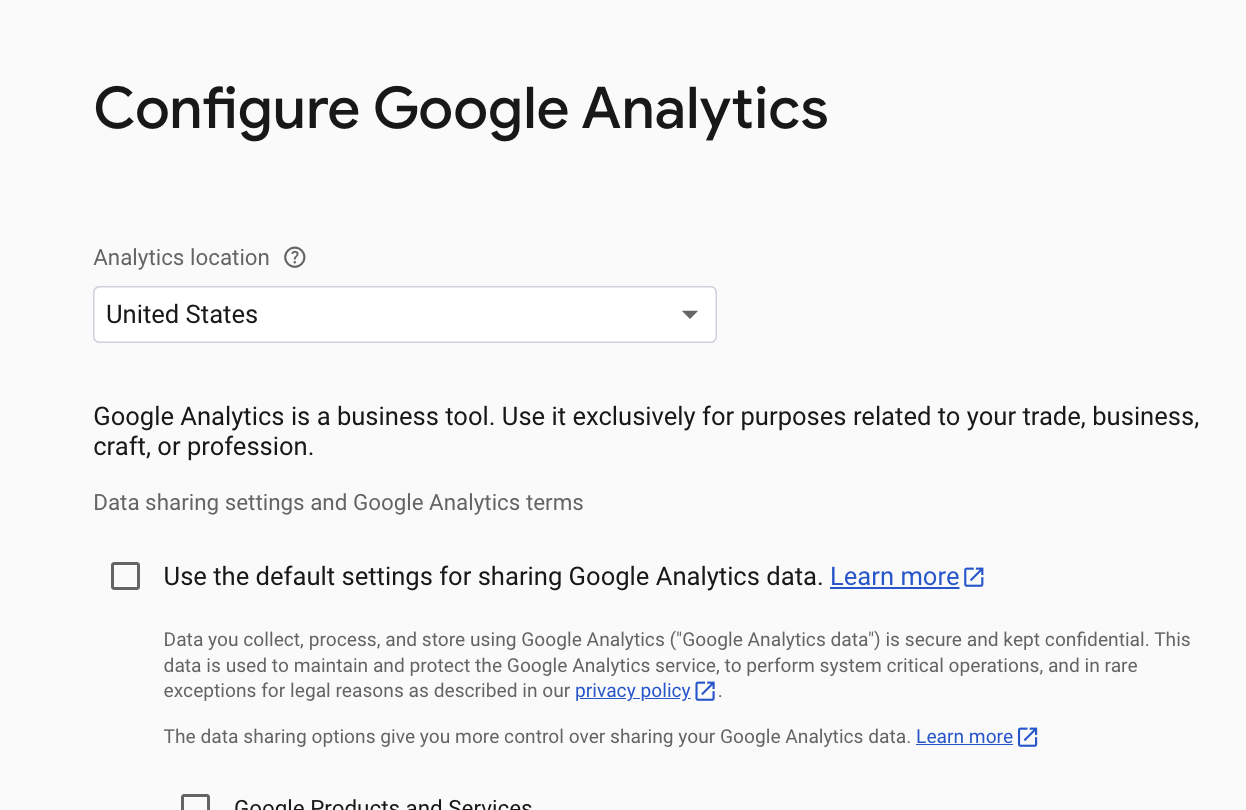 Configure Google Analytics
Analytics location
United States
Google Analytics is a business tool. Use it exclusively for purposes related to your trade, business,
craft, or profession.
Data sharing settings and Google Analytics terms
Use the default settings for sharing Google Analytics data. Learn more
Data you collect, process, and store using Google Analytics ("Google Analytics data") is secure and kept confidential. This
data is used to maintain and protect the Google Analytics service, to perform system critical operations, and in rare
exceptions for legal reasons as described in our privacy policy.
The data sharing options give you more control over sharing your Google Analytics data. Learn more
Google Products and Services